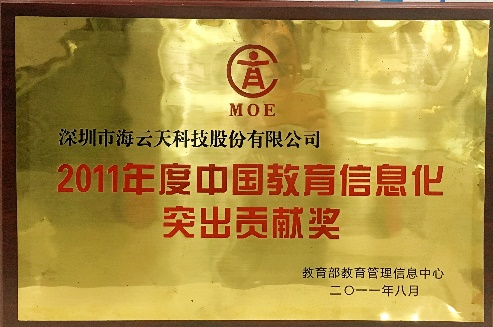 MOE
深圳市海云天科技股份有限公司
2011年度中国教育信息化
突出贡献奖
教育部教育管理信息中心
二〇一一年八月